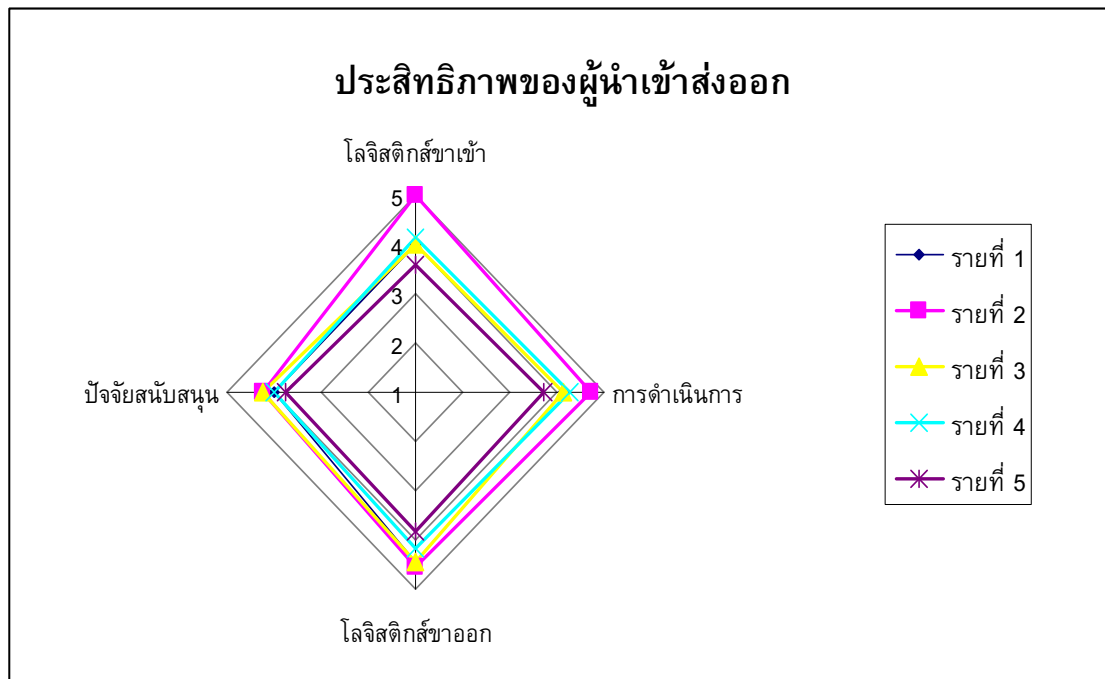 ประสิทธิภาพของผู้นำเข้าส่งออก
โลจิสติกส์ขาเข้า
5
4
3
2
1
ปัจจัยสนับสนุน
การดำเนินการ
โลจิสติกส์ขาออก
รายที่ 1
รายที่ 2
รายที่ 3
รายที่ 4
รายที่ 5